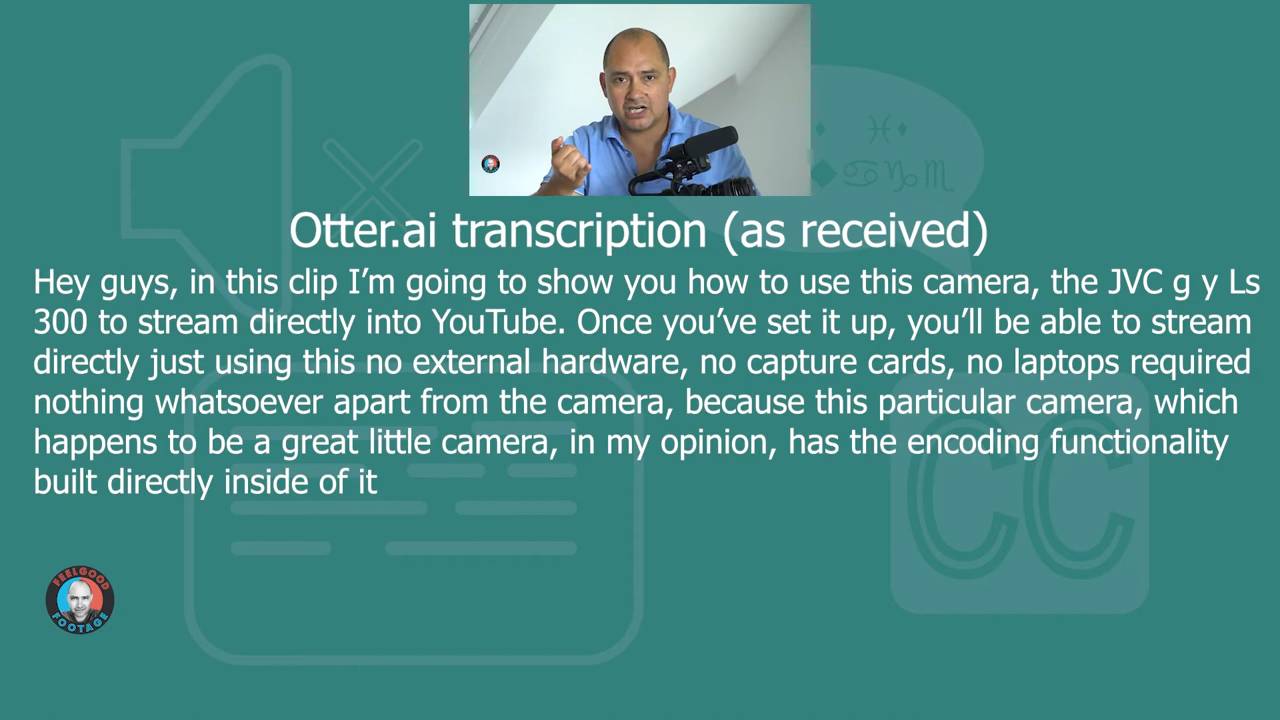 Otter.ai transcription (as received)
Hey guys, in this clip I’m going to show you how to use this camera, the JVC g y Ls
300 to stream directly into YouTube. Once you’ve set it up, you’ll be able to stream
directly just using this no external hardware, no capture cards, no laptops required
nothing whatsoever apart from the camera, because this particular camera, which
happens to be a great little camera, in my opinion, has the encoding functionality
built directly inside of it
CC
FEELGOOD
FOOTAGE